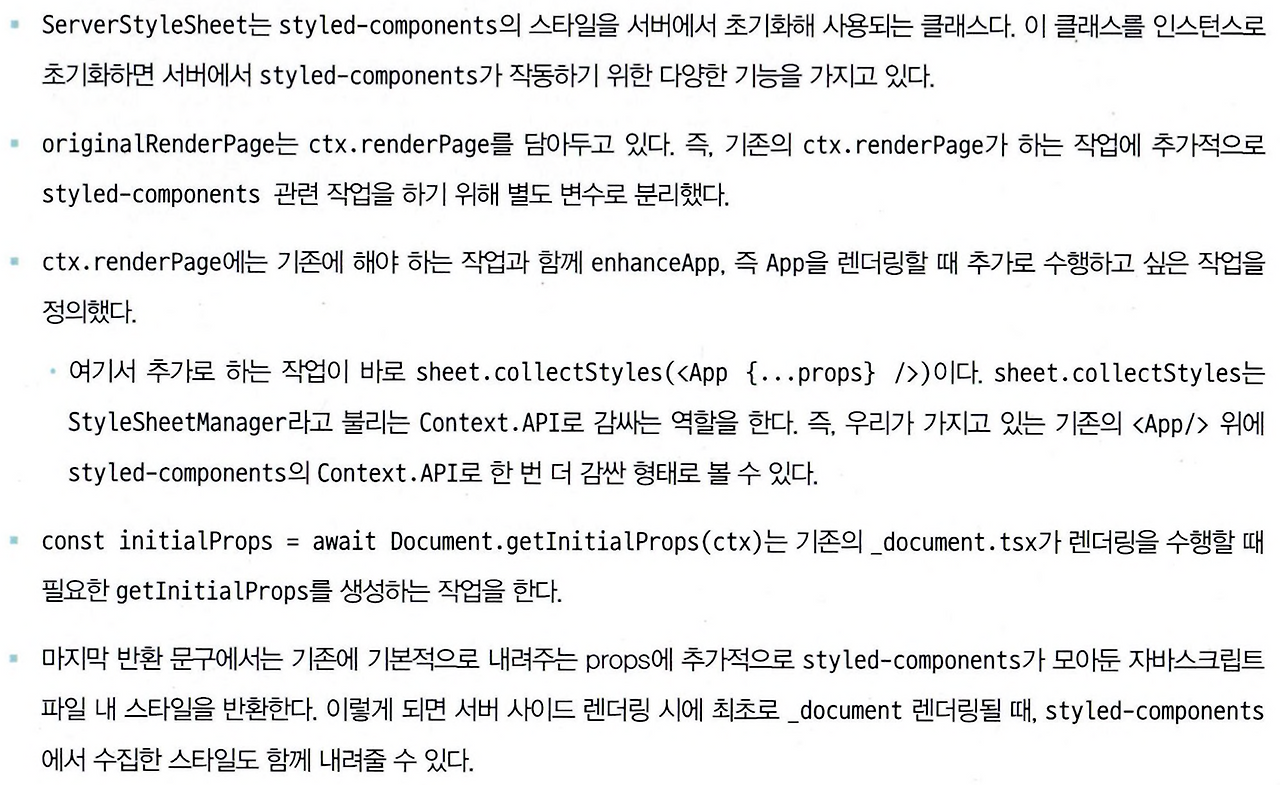 ServerStyleSheet는 styled-components의 스타일을 서버에서 초기화해 사용되는 클래스다. 이 클래스를 인스턴스로
초기화하면 서버에서 styled-components가 작동하기 위한 다양한 기능을 가지고 있다.
originalRenderPage는 ctx.renderPage를 담아두고 있다. 즉, 기존의 ctx.renderPage가 하는 작업에 추가적으로
styled-components 관련 작업을 하기 위해 별도 변수로 분리했다.
ctx.renderPage에는 기존에 해야 하는 작업과 함께 enhanceApp, 즉 App을 렌더링할 때 추가로 수행하고 싶은 작업을
정의했다.
여기서 추가로 하는 작업이 바로 sheet.collectStyles(<App {...props} />)이다. sheet.collectStyles는
StyleSheetManager라고 불리는 Context.API로 감싸는 역할을 한다. 즉, 우리가 가지고 있는 기존의 <App/> 위에
styled-components의 Context.API로 한 번 더 감싼 형태로 볼 수 있다.
const initialProps = await Document.getInitialProps(ctx)는 기존의 _document.tsx가 렌더링을 수행할 때
필요한 getInitialProps를 생성하는 작업을 한다.
마지막 반환 문구에서는 기존에 기본적으로 내려주는 props에 추가적으로 styled-components가 모아둔 자바스크립트
파일 내 스타일을 반환한다. 이렇게 되면 서버 사이드 렌더링 시에 최초로 _document 렌더링될 때, styled-components
에서 수집한 스타일도 함께 내려줄 수 있다.